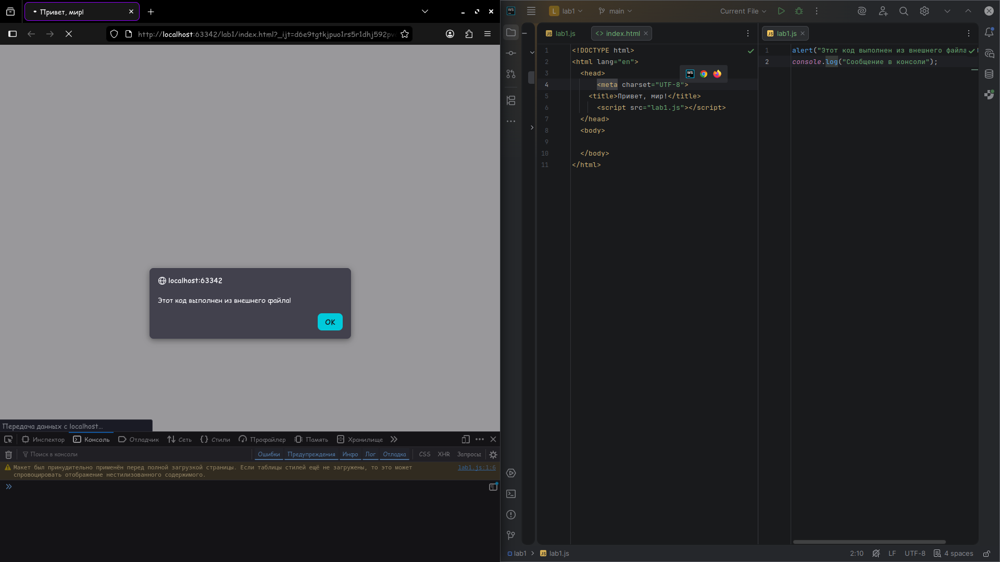 Привет, мир!
http://localhost:63342/lab1/index.html?_ijt=d6e9tgtkjpuo1rs5r1dhj592pv
localhost:63342
Этот код выполнен из внешнего файла!
OK
Передача данных с localhost…
Инспектор Консоль Отладчик Сеть Стили Профайлер Память Хранилище
Поиск в консоли Ошибки Предупреждения Инфо Лог Отладка CSS XHR Запросы
Макет был принудительно применён перед полной загрузкой страницы. Если таблицы стилей ещё не загружены, то это может lab1.js:1:6
спровоцировать отображение нестилизованного содержимого.
WS L lab1 main Current File
lab1.js <> index.html
1 <!DOCTYPE html>
2 <html lang="en">
3 <head>
4 <meta charset="UTF-8">
5 <title>Привет, мир!</title>
6 <script src="lab1.js"></script>
7 </head>
8 <body>
9
10 </body>
11 </html>
WS
JS lab1.js
1 alert("Этот код выполнен из внешнего файла
2 console.log("Сообщение в консоли");
lab1 > JS lab1.js
2:10 LF UTF-8 4 spaces